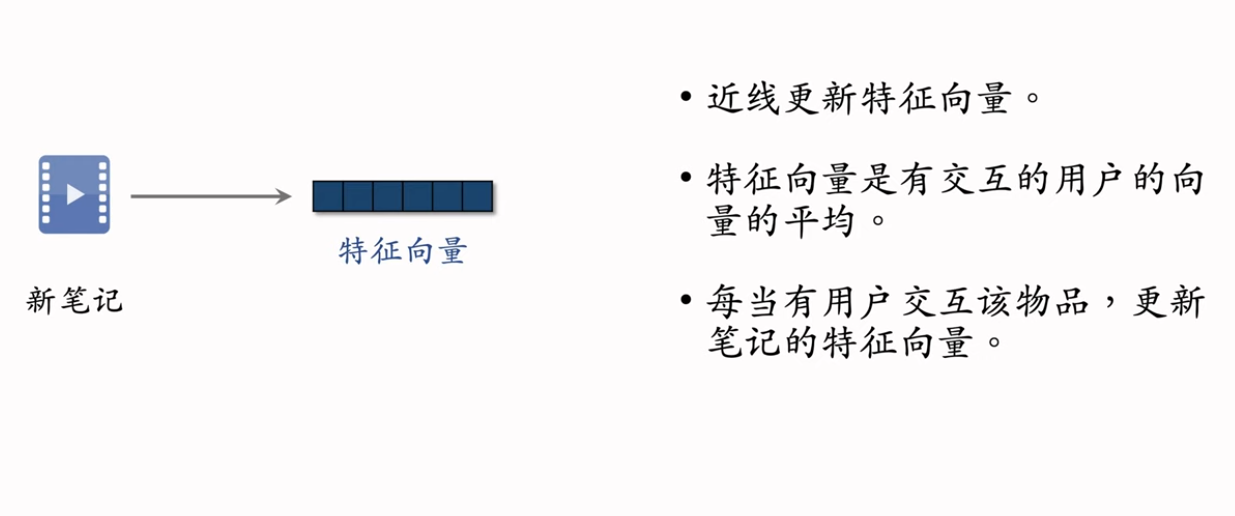 新笔记
特征向量
• 近线更新特征向量。
• 特征向量是有交互的用户的向
量的平均。
• 每当有用户交互该物品，更新
笔记的特征向量。